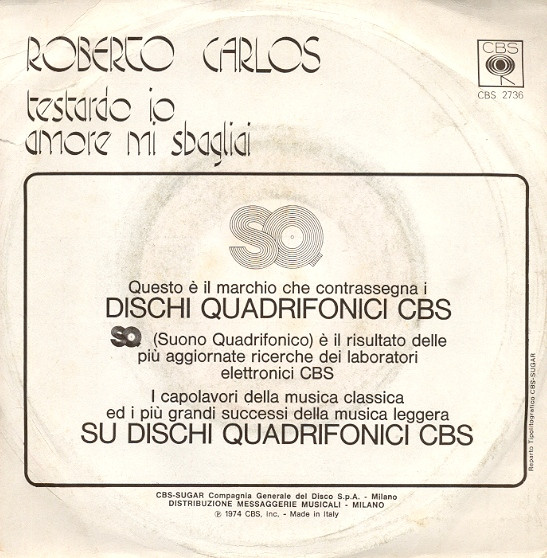 ROBERTO CARLOS
testardo io
amore mi sbagliai
CBS
CBS 2736
SQ
Questo è il marchio che contrassegna i
DISCHI QUADRIFONICI CBS
SQ (Suono Quadrifonico) è il risultato delle
più aggiornate ricerche dei laboratori
elettronici CBS
I capolavori della musica classica
ed i più grandi successi della musica leggera
SU DISCHI QUADRIFONICI CBS
Reparto Tipolitografico CBS-SUGAR
CBS-SUGAR Compagnia Generale del Disco S.p.A. - Milano
DISTRIBUZIONE MESSAGGERIE MUSICALI - MILANO
℗ 1974 CBS, Inc. - Made in Italy